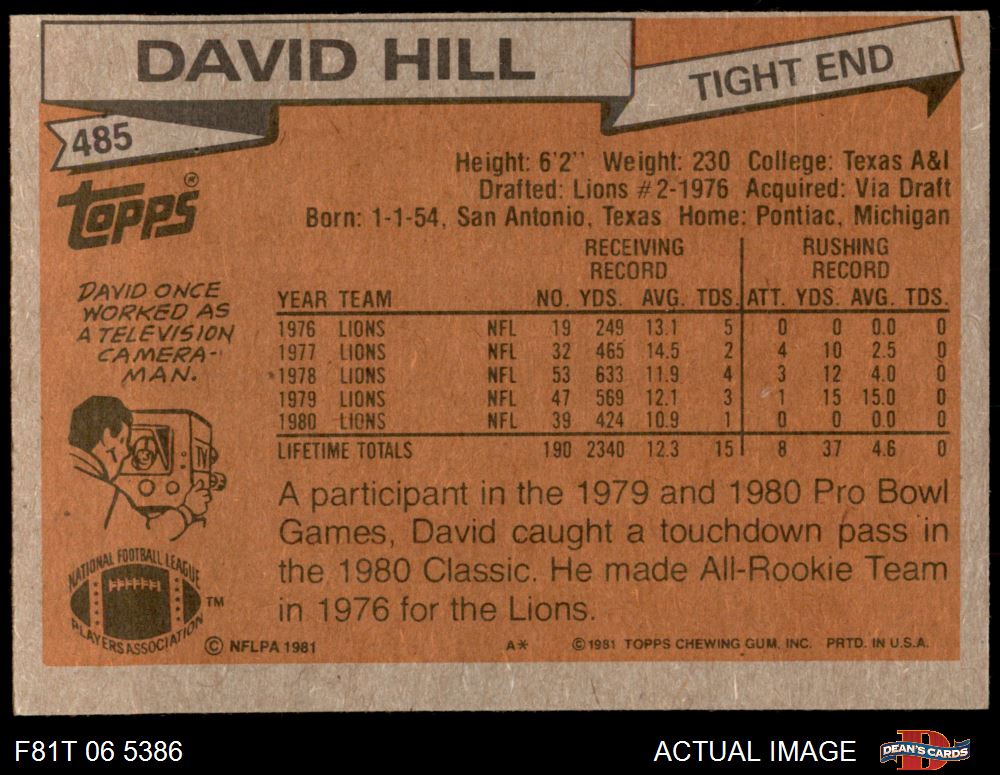 DAVID HILL
TIGHT END
485
topps®
Height: 6'2" Weight: 230 College: Texas A&I
Drafted: Lions #2-1976 Acquired: Via Draft
Born: 1-1-54, San Antonio, Texas Home: Pontiac, Michigan
DAVID ONCE
WORKED AS
A TELEVISION
CAMERA-
MAN.
TV
RECEIVING RUSHING
RECORD RECORD
YEAR TEAM NO. YDS. AVG. TDS. ATT. YDS. AVG. TDS.
1976 LIONS NFL 19 249 13.1 5 0 0 0.0 0
1977 LIONS NFL 32 465 14.5 2 4 10 2.5 0
1978 LIONS NFL 53 633 11.9 4 3 12 4.0 0
1979 LIONS NFL 47 569 12.1 3 1 15 15.0 0
1980 LIONS NFL 39 424 10.9 1 0 0 0.0 0
LIFETIME TOTALS 190 2340 12.3 15 8 37 4.6 0
A participant in the 1979 and 1980 Pro Bowl
Games, David caught a touchdown pass in
the 1980 Classic. He made All-Rookie Team
in 1976 for the Lions.
NATIONAL FOOTBALL LEAGUE
PLAYERS ASSOCIATION
TM
© NFLPA 1981 A* ©1981 TOPPS CHEWING GUM, INC. PRTD. IN U.S.A.
F81T 06 5386 ACTUAL IMAGE DEAN'S CARDS